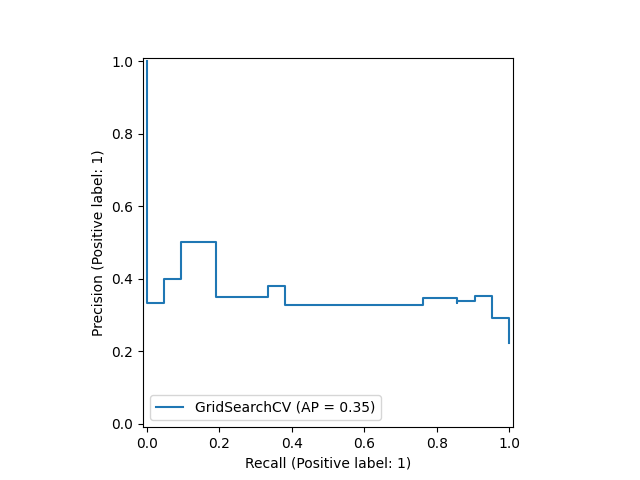 1.0
0.8
0.6
0.4
0.2
0.0
Precision (Positive label: 1)
GridSearchCV (AP = 0.35)
0.0 0.2 0.4 0.6 0.8 1.0
Recall (Positive label: 1)